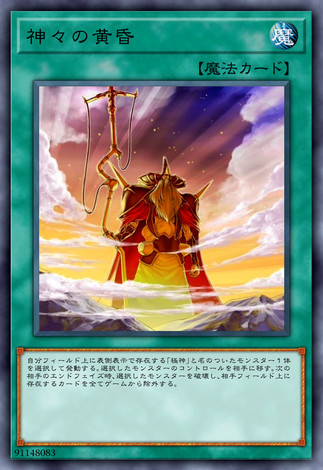 神々の黄昏
魔
【魔法カード】
自分フィールド上に表側表示で存在する「極神」と名のついたモンスター1体
を選択して発動する。選択したモンスターのコントロールを相手に移す。次の
相手のエンドフェイズ時、選択したモンスターを破壊し、相手フィールド上に
存在するカードを全てゲームから除外する。
91148083